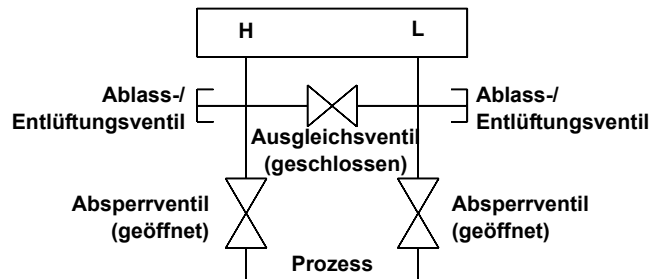 H
L
Ablass-/
Entlüftungsventil
Ablass-/
Entlüftungsventil
Ausgleichsventil
(geschlossen)
Absperrventil
(geöffnet)
Absperrventil
(geöffnet)
Prozess